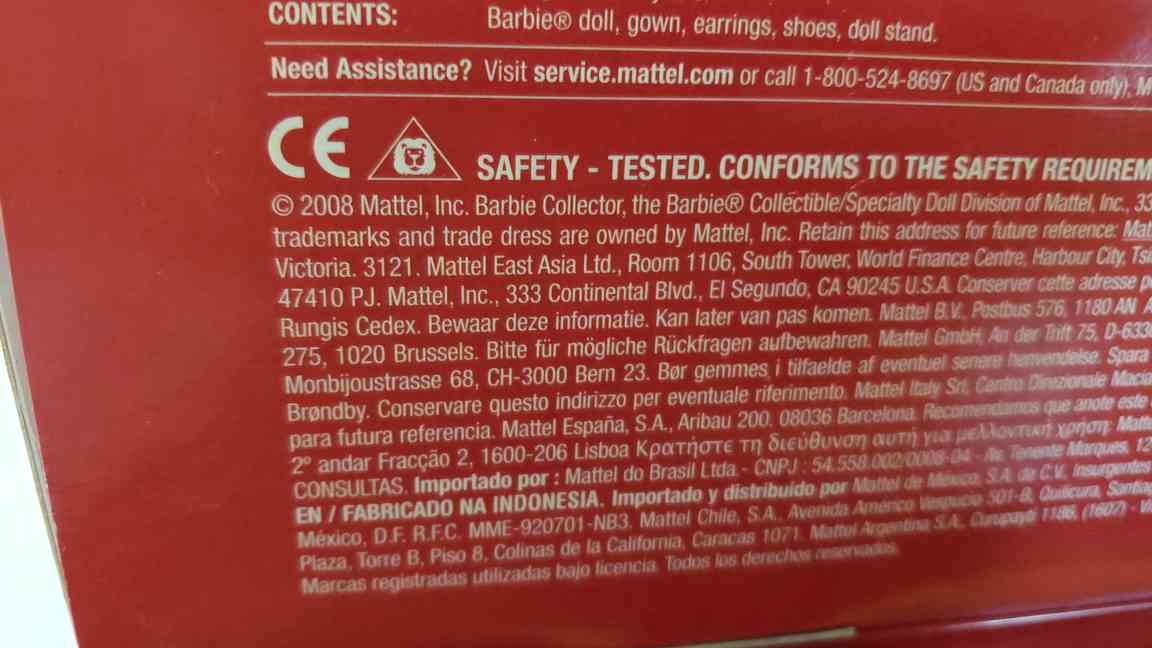 CONTENTS: Barbie® doll, gown, earrings, shoes, doll stand.
Need Assistance? Visit service.mattel.com or call 1-800-524-8697 (US and Canada only), M
CE SAFETY - TESTED. CONFORMS TO THE SAFETY REQUIREM
© 2008 Mattel, Inc. Barbie Collector, the Barbie® Collectible/Specialty Doll Division of Mattel, Inc., 33
trademarks and trade dress are owned by Mattel, Inc. Retain this address for future reference: Mat
Victoria. 3121. Mattel East Asia Ltd., Room 1106, South Tower, World Finance Centre, Harbour City, Tsi
47410 PJ. Mattel, Inc., 333 Continental Blvd., El Segundo, CA 90245 U.S.A. Conserver cette adresse p
Rungis Cedex. Bewaar deze informatie. Kan later van pas komen. Mattel B.V. Postbus 576, 1180 AN A
275, 1020 Brussels. Bitte für mögliche Rückfragen aufbewahren. Mattel GmbH, An der Trift 75, D-633
Monbijoustrasse 68, CH-3000 Bern 23. Bør gemmes i tilfaelde af eventuel senere henvendelse. Spara
Brøndby. Conservare questo indirizzo per eventuale riferimento. Mattel Italy Srl, Centro Direzionale Macia
para futura referencia. Mattel España, S.A., Aribau 200. 08036 Barcelona. Recomendamos que anote este
2º andar Fracção 2, 1600-206 Lisboa Κρατήστε τη διεύθυνση αυτή για μελλοντική χρήση: Matt
CONSULTAS. Importado por : Mattel do Brasil Ltda.- CNPJ : 54.558.002/0008-04 - Av. Tenente Marques, 12
EN / FABRICADO NA INDONESIA. Importado y distribuido por Mattel de México, S.A. de C.V. Insurgentes
México, D.F. R.F.C. MME-920701-NB3. Mattel Chile, S.A., Avenida Américo Vespucio 501-B, Quilicura, Santia
Plaza, Torre B, Piso 8, Colinas de la California, Caracas 1071. Mattel Argentina S.A., Curupaytí 1186, (1607) - Vi
Marcas registradas utilizadas bajo licencia. Todos los derechos reservados.